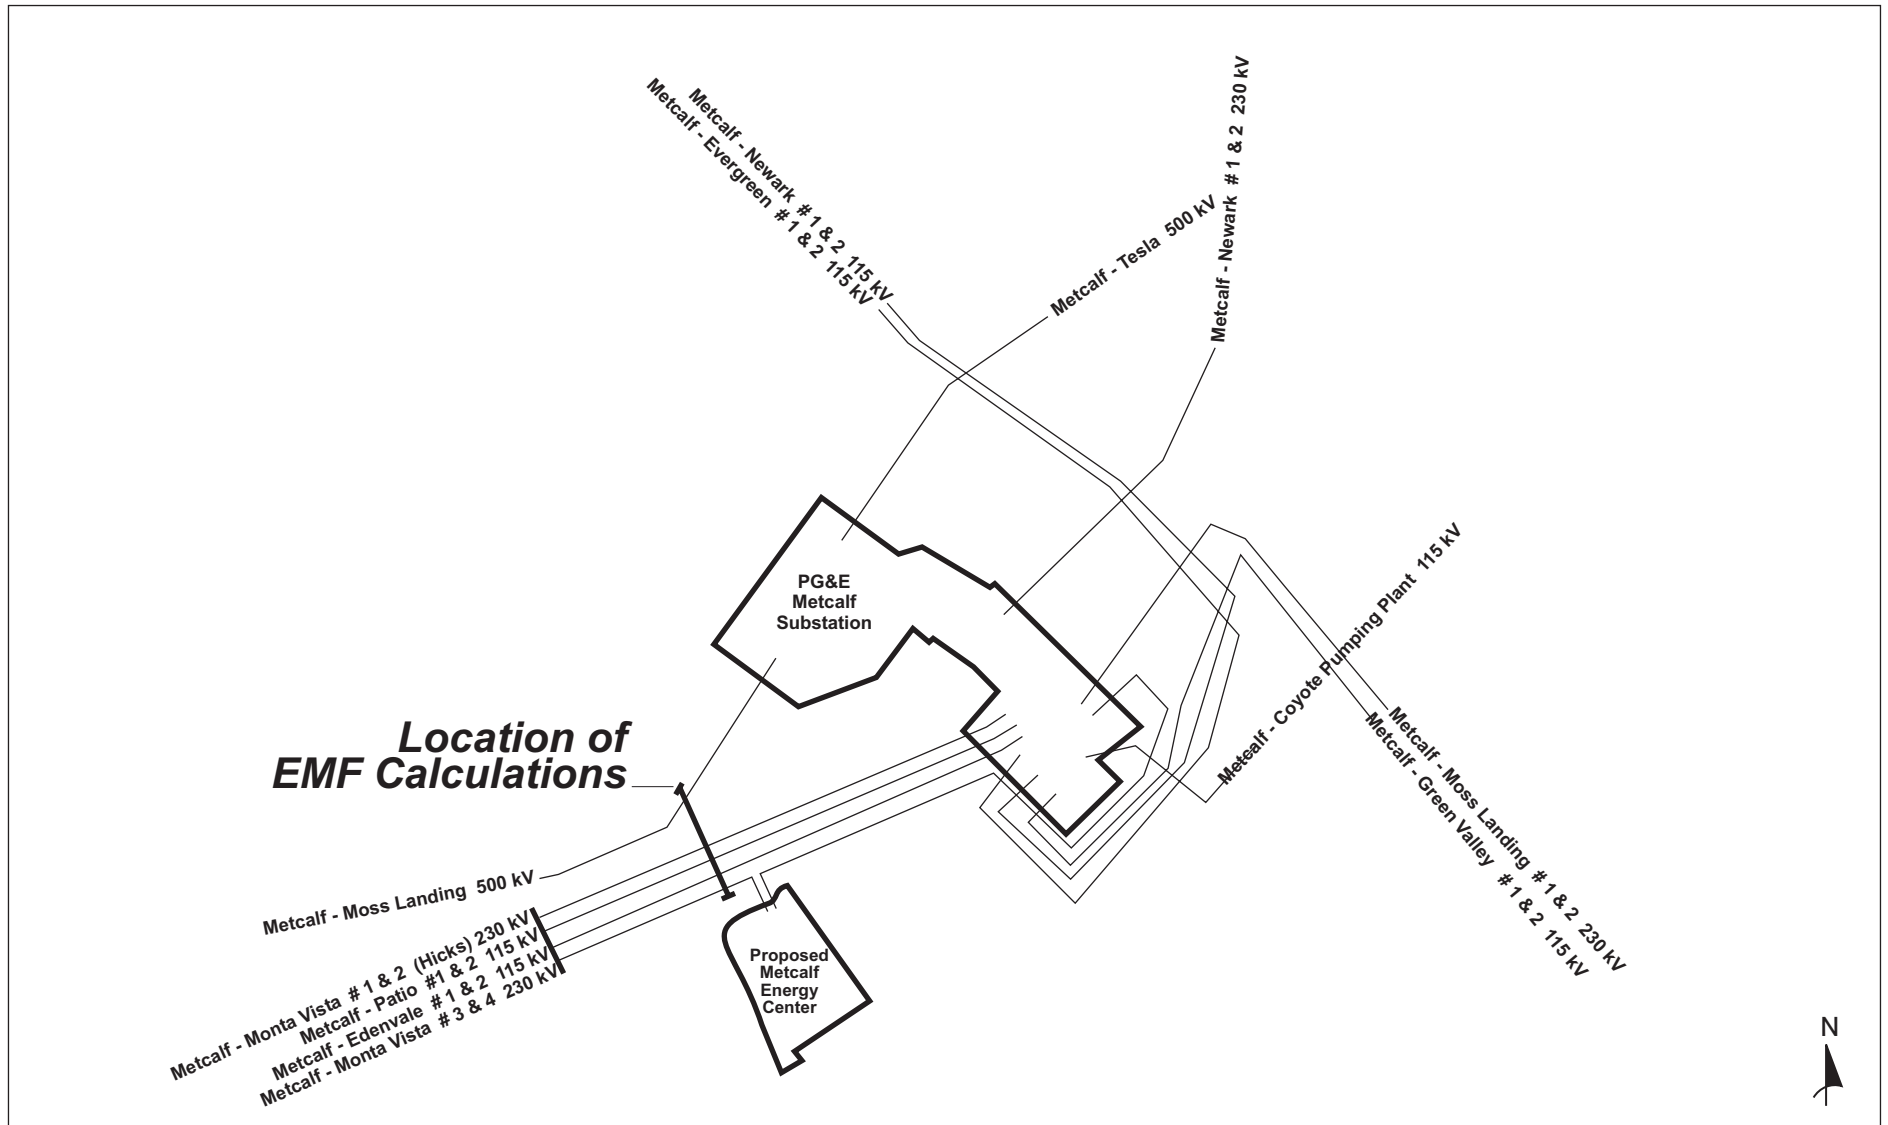 Metcalf - Newark # 1 & 2 115 kV
Metcalf - Evergreen # 1 & 2 115 kV
Metcalf - Tesla 500 kV
Metcalf - Newark # 1 & 2 230 kV
PG&E
Metcalf
Substation
Metcalf - Coyote Pumping Plant 115 kV
Location of
EMF Calculations
Metcalf - Moss Landing # 1 & 2 230 kV
Metcalf - Green Valley # 1 & 2 115 kV
Metcalf - Moss Landing 500 kV
Metcalf - Monta Vista # 1 & 2 (Hicks) 230 kV
Metcalf - Patio #1 & 2 115 kV
Metcalf - Edenvale # 1 & 2 115 kV
Metcalf - Monta Vista # 3 & 4 230 kV
Proposed
Metcalf
Energy
Center
N